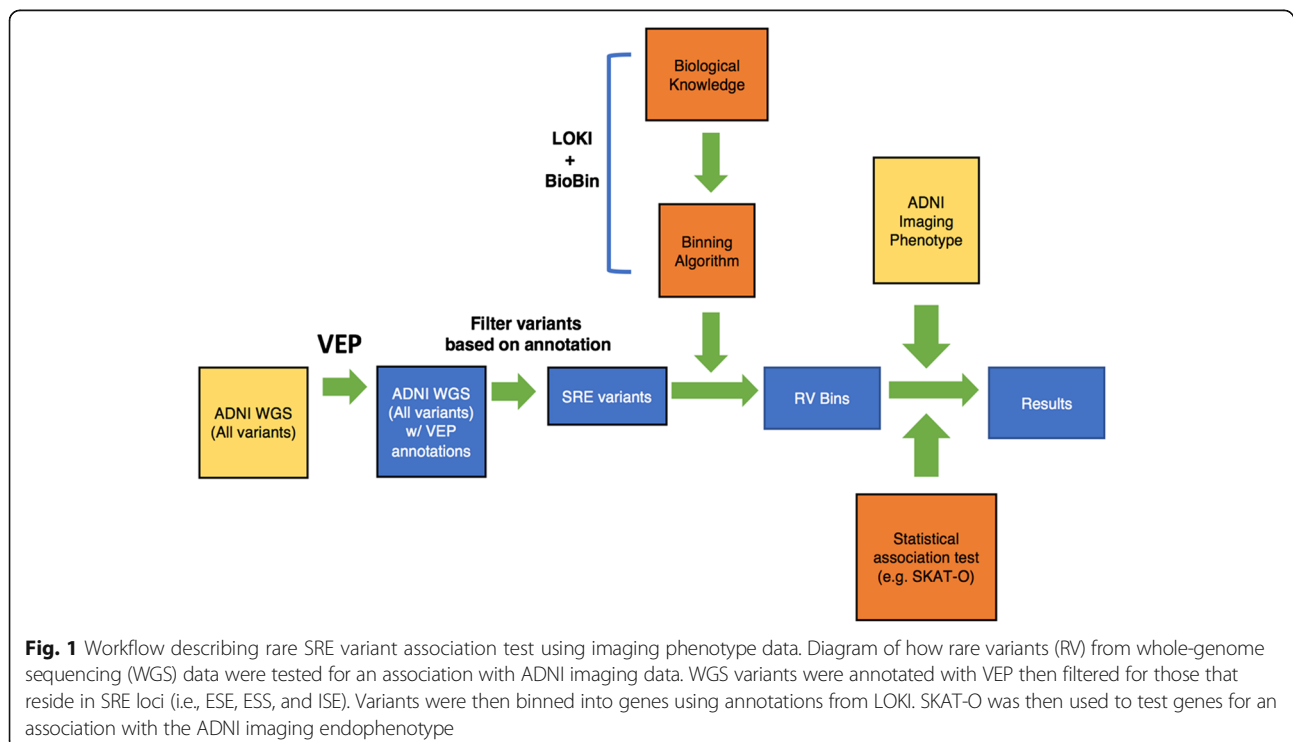 Biological
Knowledge
LOKI
+
BioBin
Binning
Algorithm
ADNI
Imaging
Phenotype
VEP
Filter variants
based on annotation
ADNI WGS
(All variants)
ADNI WGS
(All variants)
w/ VEP
annotations
SRE variants
RV Bins
Results
Statistical
association test
(e.g. SKAT-O)
Fig. 1 Workflow describing rare SRE variant association test using imaging phenotype data. Diagram of how rare variants (RV) from whole-genome
sequencing (WGS) data were tested for an association with ADNI imaging data. WGS variants were annotated with VEP then filtered for those that
reside in SRE loci (i.e., ESE, ESS, and ISE). Variants were then binned into genes using annotations from LOKI. SKAT-O was then used to test genes for an
association with the ADNI imaging endophenotype